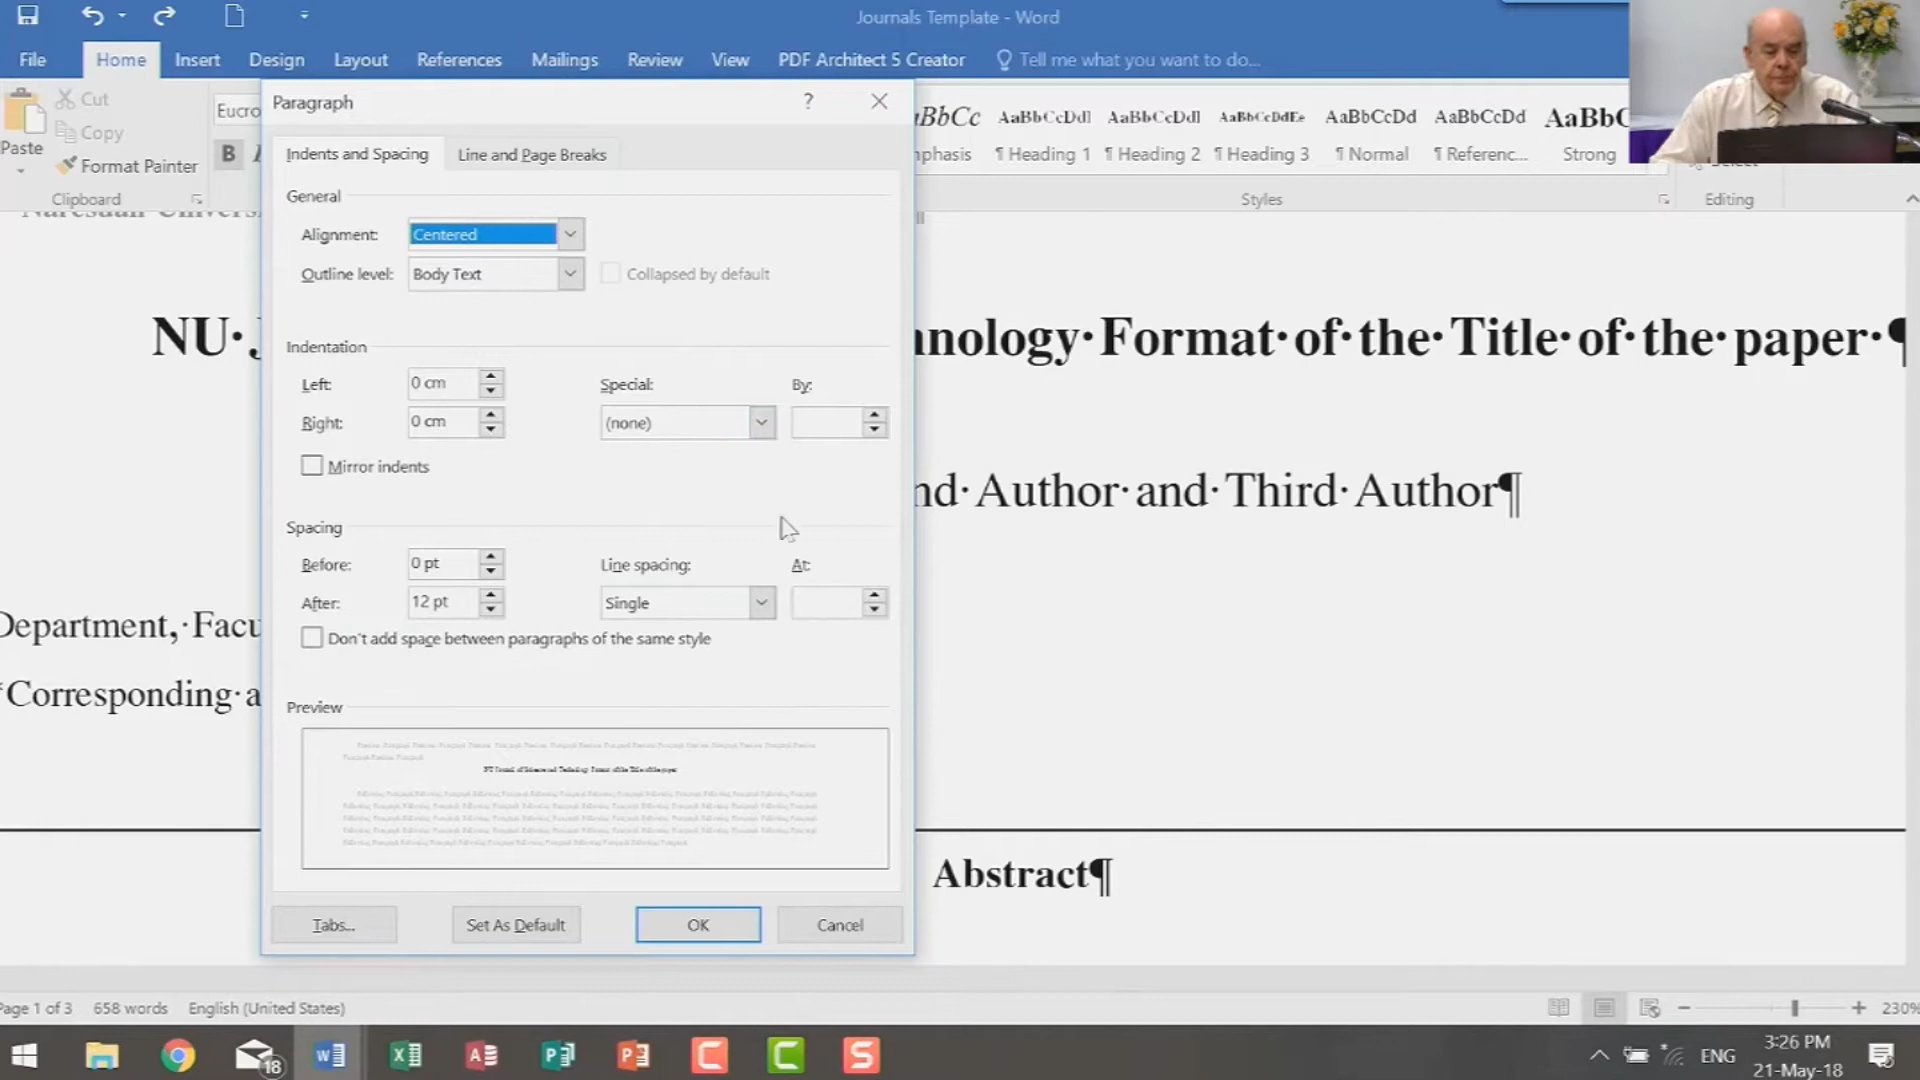 Journals Template - Word
File Home Insert Design Layout References Mailings Review View PDF Architect 5 Creator Tell me what you want to do...
Cut
Copy
Paste
Format Painter
Clipboard
Eucro
B
AaBbCcDdI AaBbCcDdI AaBbCcDdEe AaBbCcDd AaBbCcDd AaBbC
¶ Heading 1 ¶ Heading 2 ¶ Heading 3 ¶ Normal ¶ Referenc... Strong
Styles
Editing
Paragraph ?
Indents and Spacing Line and Page Breaks
General
Alignment: Centered
Outline level: Body Text Collapsed by default
Indentation
Left: 0 cm Special: By:
Right: 0 cm (none)
Mirror indents
Spacing
Before: 0 pt Line spacing: At:
After: 12 pt Single
Don't add space between paragraphs of the same style
Preview
Tabs... Set As Default OK Cancel
NU· nology·Format·of·the·Title·of·the·paper·¶
Author·and·Third·Author¶
Department,·Facu
*Corresponding·a
Abstract¶
Page 1 of 3 658 words English (United States) 230%
18
ENG
3:26 PM
21-May-18